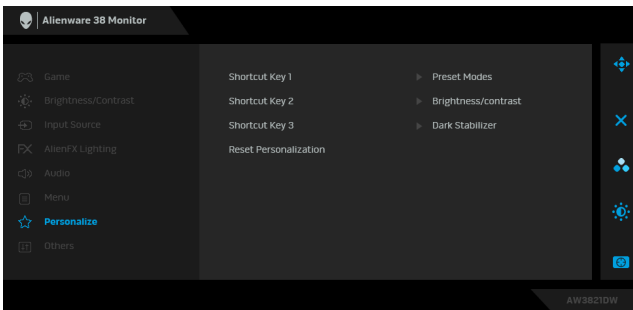 Alienware 38 Monitor
Game
Brightness/Contrast
Input Source
FX AlienFX Lighting
Audio
Menu
Personalize
Others
Shortcut Key 1 Preset Modes
Shortcut Key 2 Brightness/contrast
Shortcut Key 3 Dark Stabilizer
Reset Personalization
AW3821DW